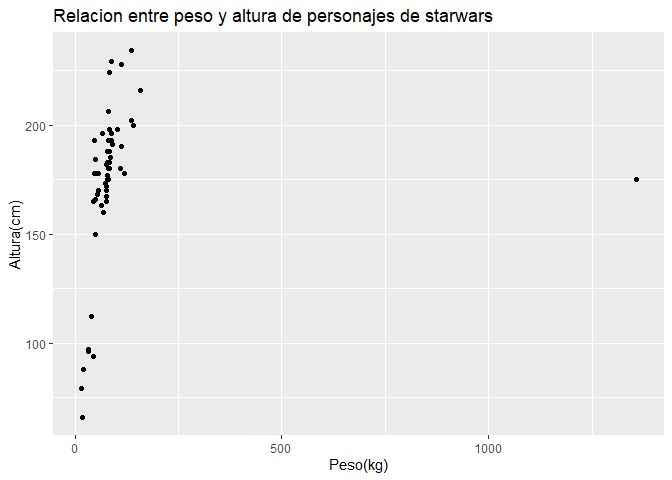 Relacion entre peso y altura de personajes de starwars
200
150
100
Altura(cm)
0 500 1000
Peso(kg)